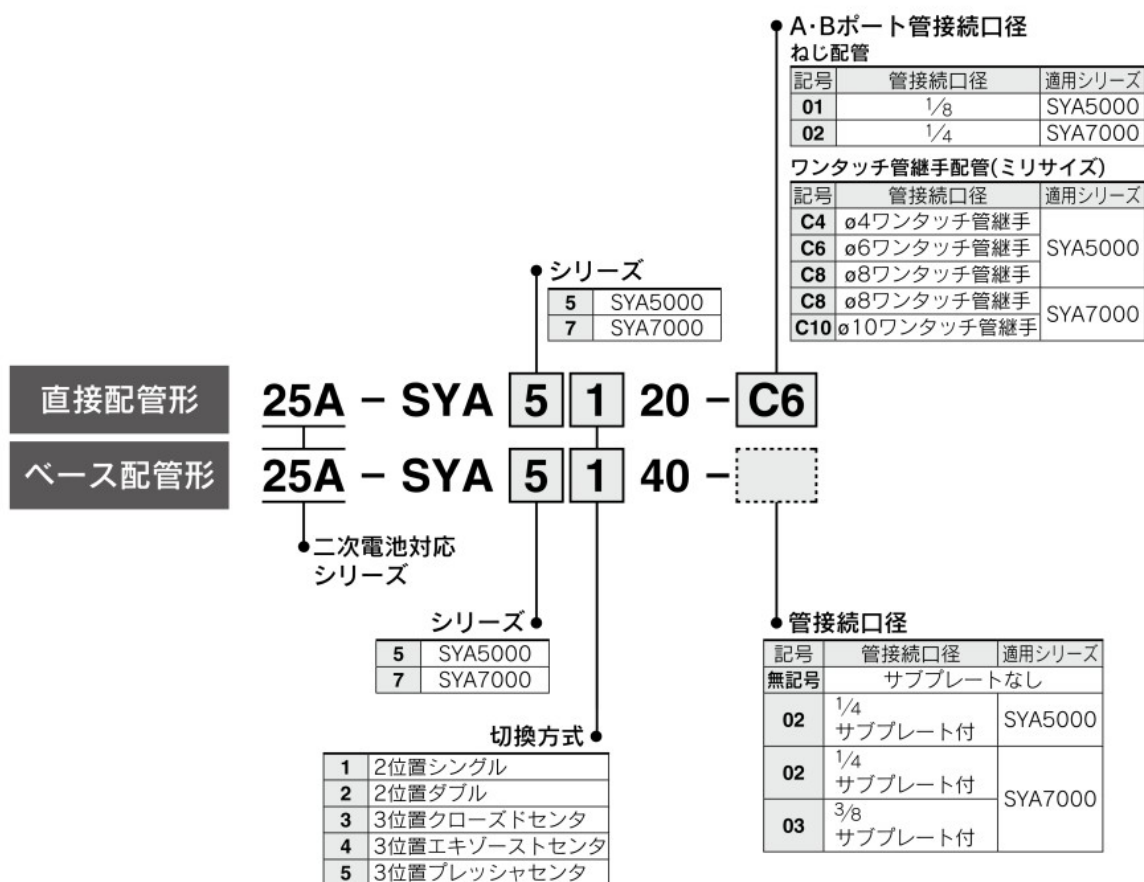 A·Bポート管接続口径
ねじ配管
記号 管接続口径 適用シリーズ
01 1/8 SYA5000
02 1/4 SYA7000
ワンタッチ管継手配管(ミリサイズ)
記号 管接続口径 適用シリーズ
C4 ø4ワンタッチ管継手
C6 ø6ワンタッチ管継手 SYA5000
C8 ø8ワンタッチ管継手
C8 ø8ワンタッチ管継手 SYA7000
C10 ø10ワンタッチ管継手
シリーズ
5 SYA5000
7 SYA7000
直接配管形 25A - SYA 5 1 20 - C6
ベース配管形 25A - SYA 5 1 40 -
二次電池対応
シリーズ
シリーズ
5 SYA5000
7 SYA7000
切換方式
1 2位置シングル
2 2位置ダブル
3 3位置クローズドセンタ
4 3位置エキゾーストセンタ
5 3位置プレッシャセンタ
管接続口径
記号 管接続口径 適用シリーズ
無記号 サブプレートなし
02 1/4 サブプレート付 SYA5000
02 1/4 サブプレート付 SYA7000
03 3/8 サブプレート付